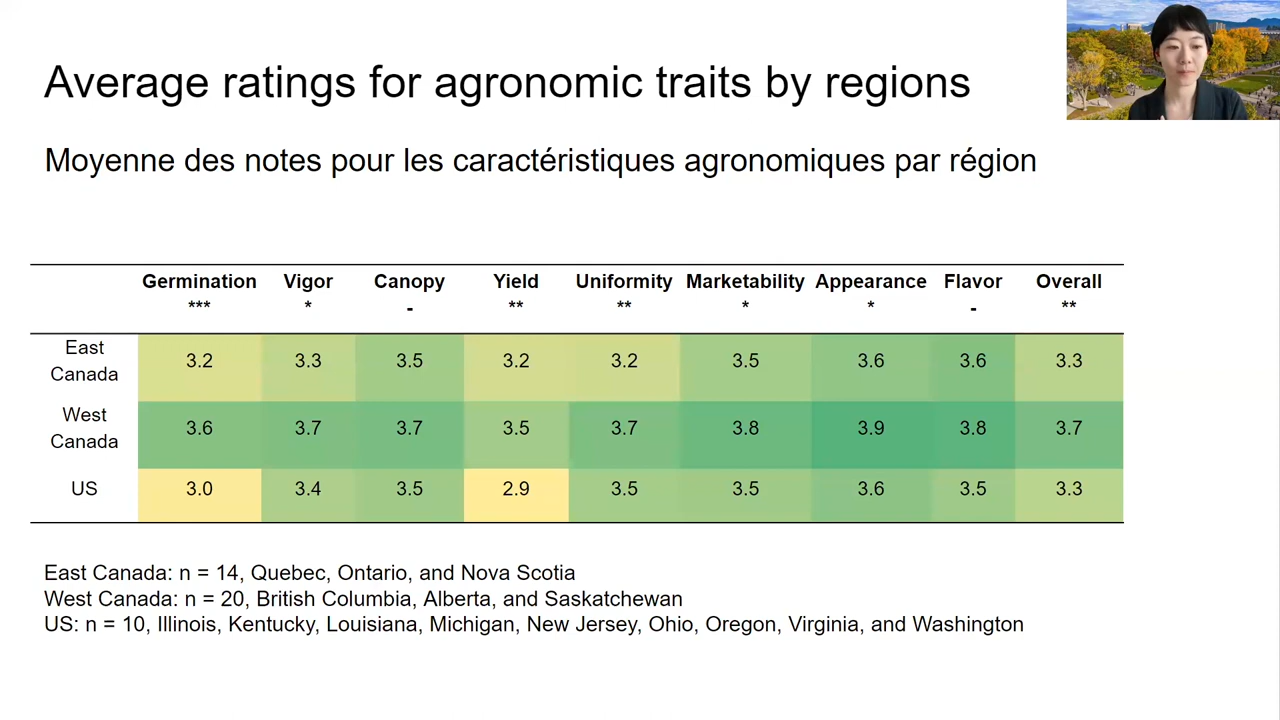 Average ratings for agronomic traits by regions
Moyenne des notes pour les caractéristiques agronomiques par région
Germination Vigor Canopy Yield Uniformity Marketability Appearance Flavor Overall
*** * - ** ** * * - **
East Canada 3.2 3.3 3.5 3.2 3.2 3.5 3.6 3.6 3.3
West Canada 3.6 3.7 3.7 3.5 3.7 3.8 3.9 3.8 3.7
US 3.0 3.4 3.5 2.9 3.5 3.5 3.6 3.5 3.3
East Canada: n = 14, Quebec, Ontario, and Nova Scotia
West Canada: n = 20, British Columbia, Alberta, and Saskatchewan
US: n = 10, Illinois, Kentucky, Louisiana, Michigan, New Jersey, Ohio, Oregon, Virginia, and Washington